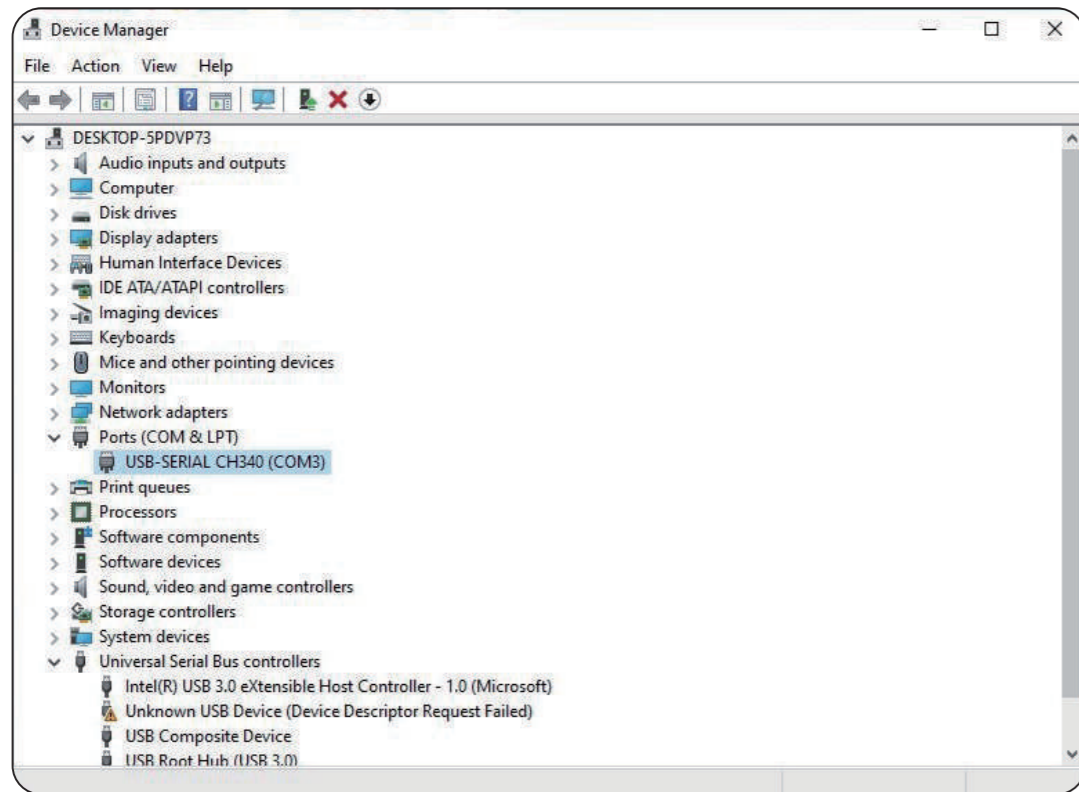 Device Manager
File Action View Help
DESKTOP-5PDVP73
Audio inputs and outputs
Computer
Disk drives
Display adapters
Human Interface Devices
IDE ATA/ATAPI controllers
Imaging devices
Keyboards
Mice and other pointing devices
Monitors
Network adapters
Ports (COM & LPT)
USB-SERIAL CH340 (COM3)
Print queues
Processors
Software components
Software devices
Sound, video and game controllers
Storage controllers
System devices
Universal Serial Bus controllers
Intel(R) USB 3.0 eXtensible Host Controller - 1.0 (Microsoft)
Unknown USB Device (Device Descriptor Request Failed)
USB Composite Device
USB Root Hub (USB 3.0)